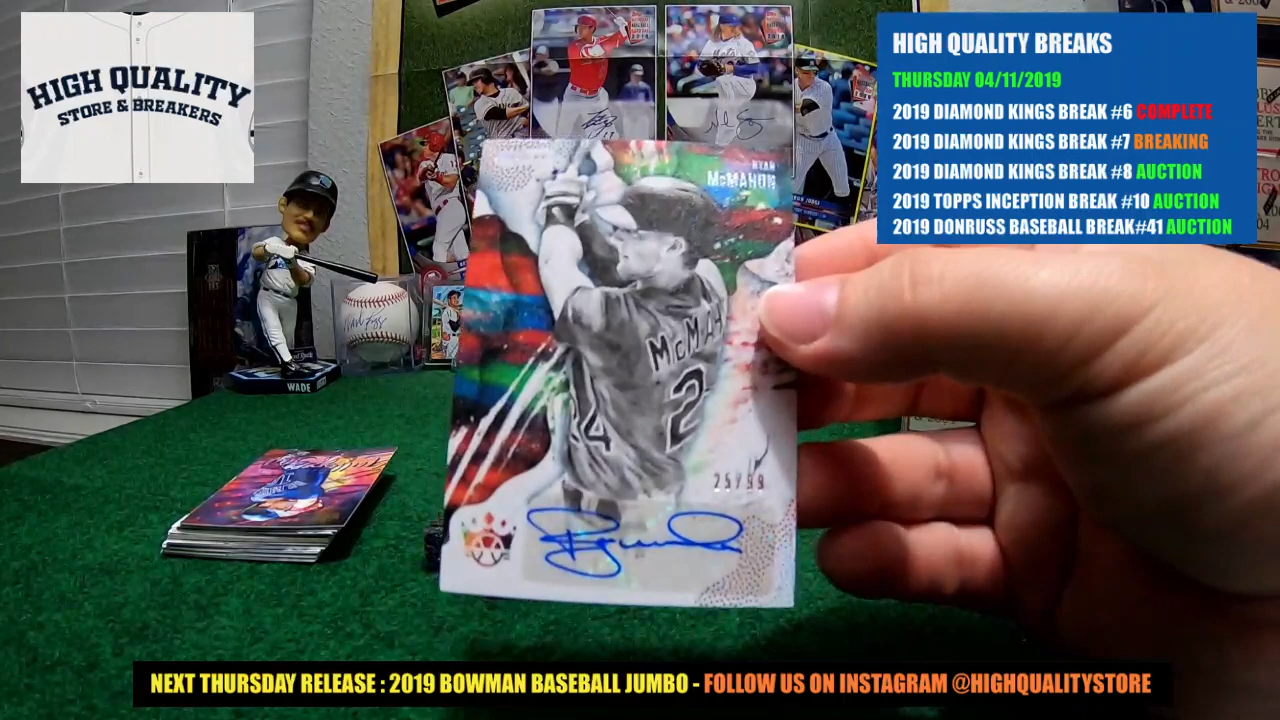 HIGH QUALITY
STORE & BREAKERS
HIGH QUALITY BREAKS
THURSDAY 04/11/2019
2019 DIAMOND KINGS BREAK #6 COMPLETE
2019 DIAMOND KINGS BREAK #7 BREAKING
2019 DIAMOND KINGS BREAK #8 AUCTION
2019 TOPPS INCEPTION BREAK #10 AUCTION
2019 DONRUSS BASEBALL BREAK#41 AUCTION
RYAN
McMAHON
McMAH
2
25/99
WADE
NEXT THURSDAY RELEASE : 2019 BOWMAN BASEBALL JUMBO - FOLLOW US ON INSTAGRAM @HIGHQUALITYSTORE